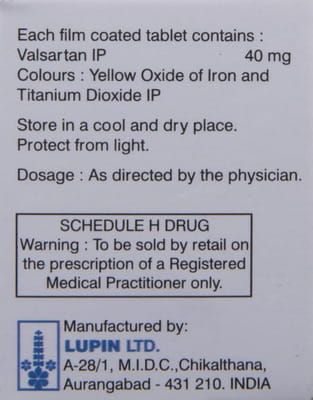 Each film coated tablet contains :
Valsartan IP 40 mg
Colours : Yellow Oxide of Iron and
Titanium Dioxide IP
Store in a cool and dry place.
Protect from light.
Dosage : As directed by the physician.
SCHEDULE H DRUG
Warning : To be sold by retail on
the prescription of a Registered
Medical Practitioner only.
Manufactured by:
LUPIN LTD.
A-28/1, M.I.D.C.,Chikalthana,
Aurangabad - 431 210. INDIA